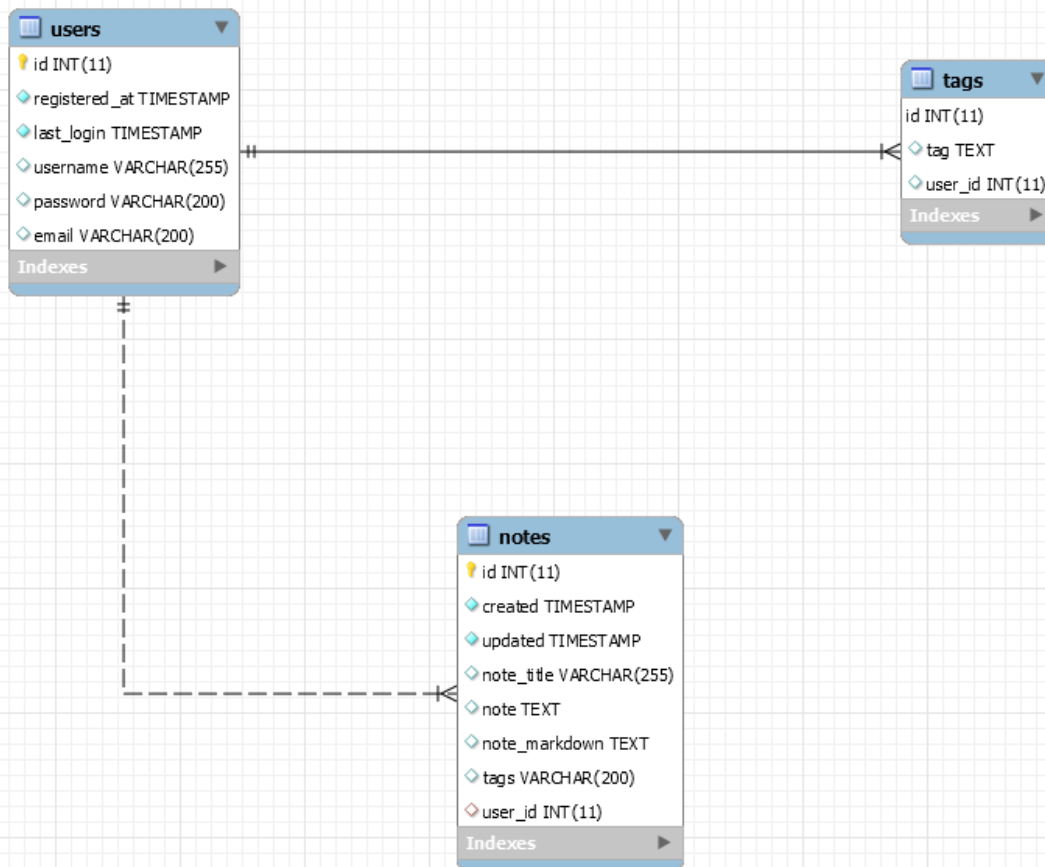 users
id INT(11)
registered_at TIMESTAMP
last_login TIMESTAMP
username VARCHAR(255)
password VARCHAR(200)
email VARCHAR(200)
Indexes
tags
id INT(11)
tag TEXT
user_id INT(11)
Indexes
notes
id INT(11)
created TIMESTAMP
updated TIMESTAMP
note_title VARCHAR(255)
note TEXT
note_markdown TEXT
tags VARCHAR(200)
user_id INT(11)
Indexes